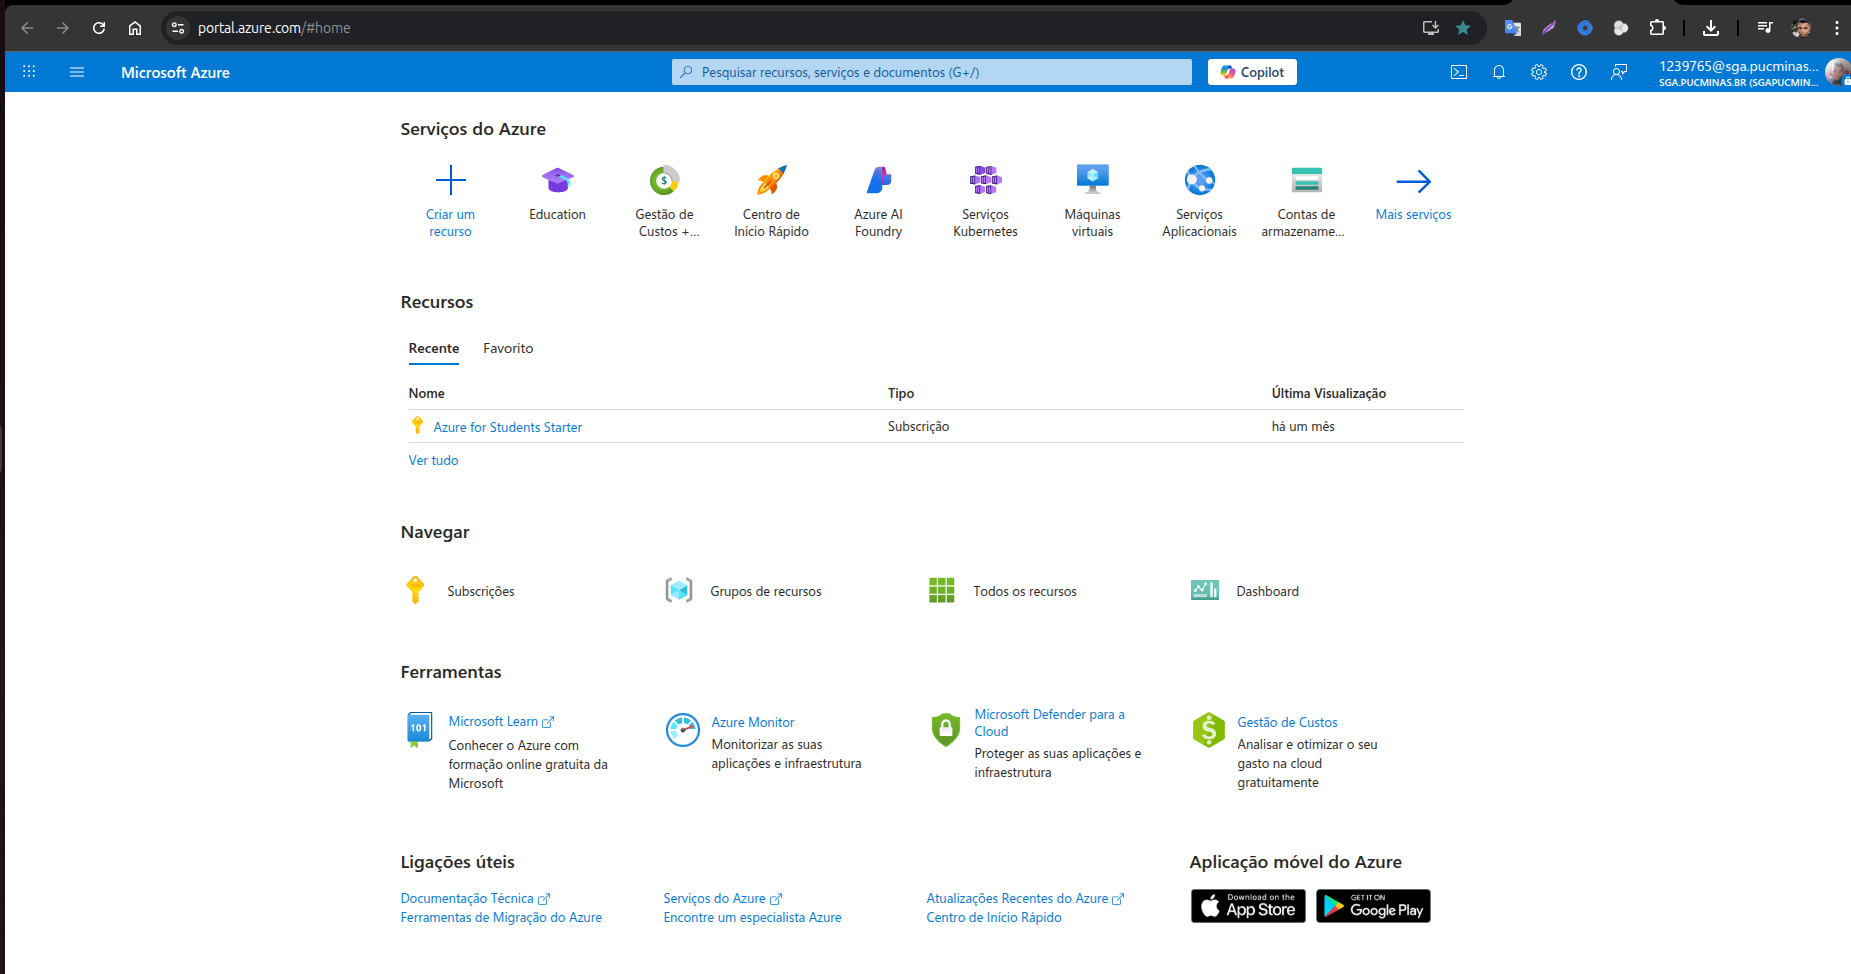 portal.azure.com/#home
Microsoft Azure
Pesquisar recursos, serviços e documentos (G+/)
Copilot
1239765@sga.pucminas...
SGA.PUCMINAS.BR (SGAPUCMIN...
Serviços do Azure
Criar um
recurso
Education
Gestão de
Custos +...
Centro de
Início Rápido
Azure AI
Foundry
Serviços
Kubernetes
Máquinas
virtuais
Serviços
Aplicacionais
Contas de
armazename...
Mais serviços
Recursos
Recente
Favorito
Nome
Tipo
Última Visualização
Azure for Students Starter
Subscrição
há um mês
Ver tudo
Navegar
Subscrições
Grupos de recursos
Todos os recursos
Dashboard
Ferramentas
101
Microsoft Learn
Conhecer o Azure com
formação online gratuita da
Microsoft
Azure Monitor
Monitorizar as suas
aplicações e infraestrutura
Microsoft Defender para a
Cloud
Proteger as suas aplicações e
infraestrutura
Gestão de Custos
Analisar e otimizar o seu
gasto na cloud
gratuitamente
Ligações úteis
Documentação Técnica
Ferramentas de Migração do Azure
Serviços do Azure
Encontre um especialista Azure
Atualizações Recentes do Azure
Centro de Início Rápido
Aplicação móvel do Azure
Download on the
App Store
GET IT ON
Google Play